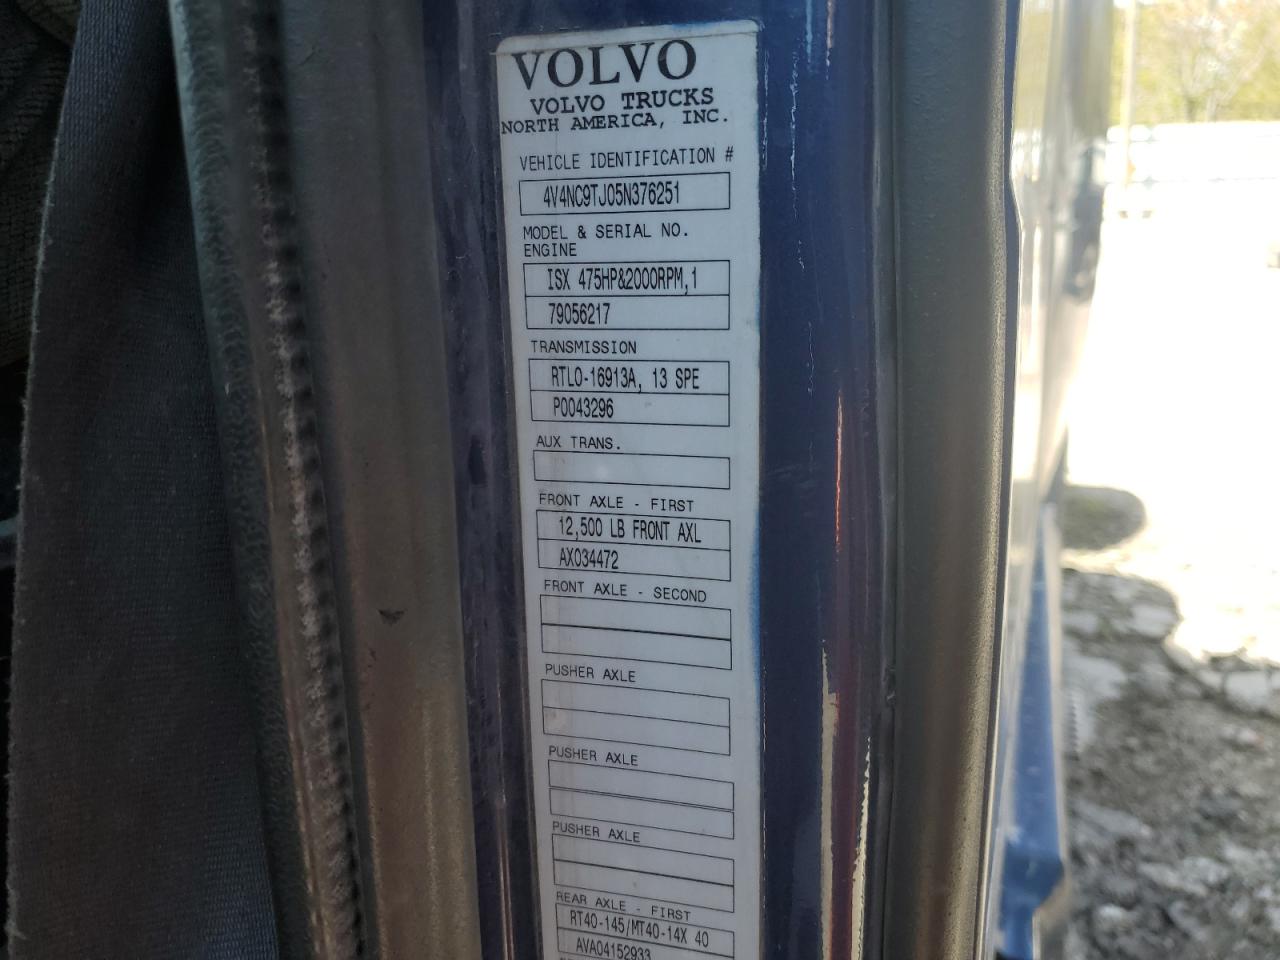 VOLVO
VOLVO TRUCKS
NORTH AMERICA, INC.
VEHICLE IDENTIFICATION #
4V4NC9TJ05N376251
MODEL & SERIAL NO.
ENGINE
ISX 475HP&2000RPM,1
79056217
TRANSMISSION
RTLO-16913A, 13 SPE
P0043296
AUX TRANS.
FRONT AXLE - FIRST
12,500 LB FRONT AXL
AX034472
FRONT AXLE - SECOND
PUSHER AXLE
PUSHER AXLE
PUSHER AXLE
REAR AXLE - FIRST
RT40-145/MT40-14X 40
AVA04152933